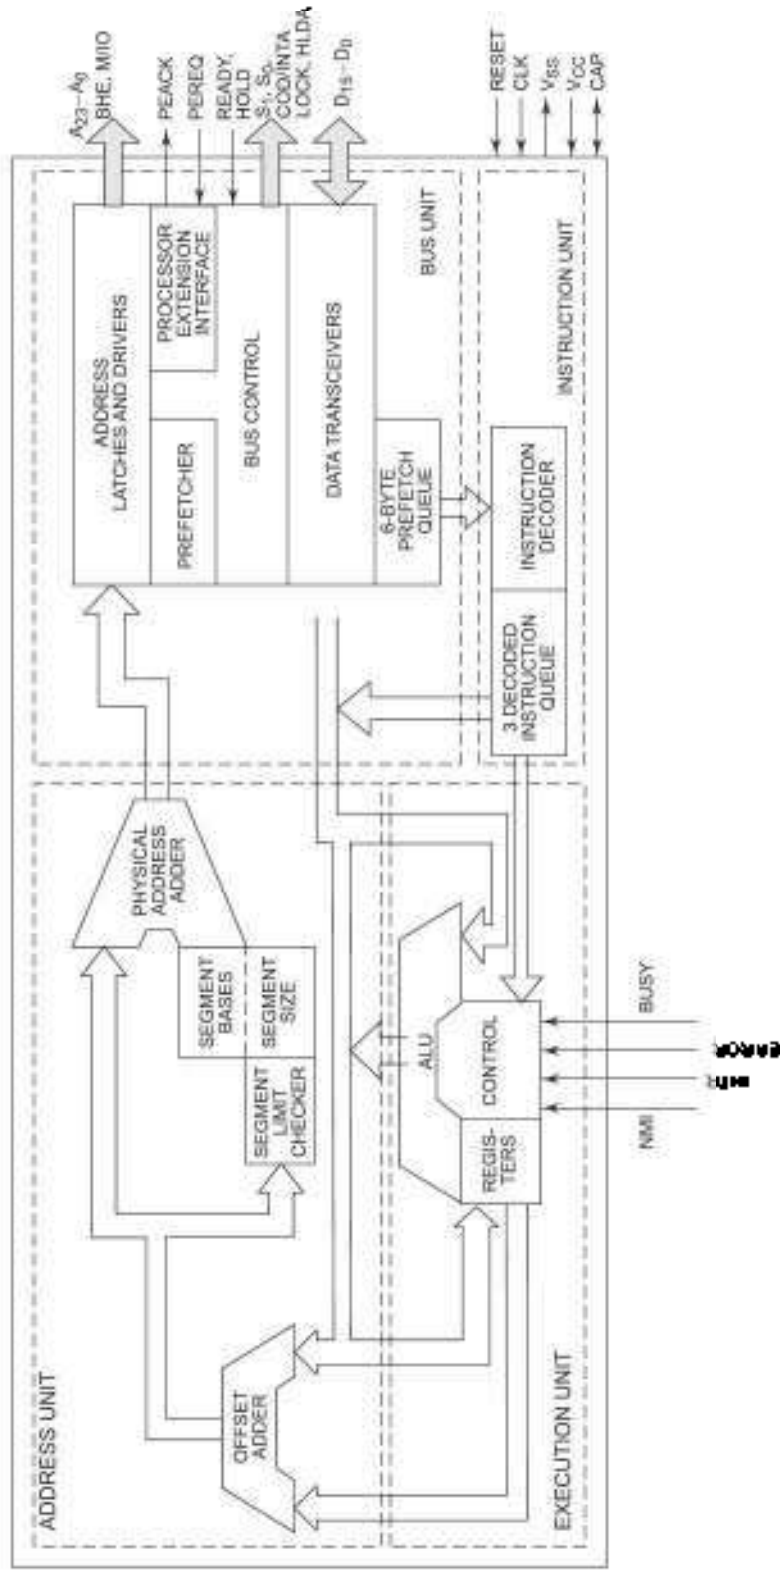 ADDRESS UNIT
OFFSET
ADDER
PHYSICAL
ADDRESS
ADDER
SEGMENT
BASES
SEGMENT
SIZE
SEGMENT
LIMIT
CHECKER
ADDRESS
LATCHES AND DRIVERS
PREFETCHER
PROCESSOR
EXTENSION
INTERFACE
BUS CONTROL
DATA TRANSCEIVERS
6-BYTE
PREFETCH
QUEUE
BUS UNIT
A23–A0
BHE, M/IO
PEACK
PEREQ
READY,
HOLD
S1, S0,
COD/INTA
LOCK, HLDA
D15–D0
EXECUTION UNIT
ALU
REGIS-
TERS
CONTROL
3 DECODED
INSTRUCTION
QUEUE
INSTRUCTION
DECODER
INSTRUCTION UNIT
RESET
CLK
VSS
VCC
CAP
NMI
INTR
ERROR
BUSY